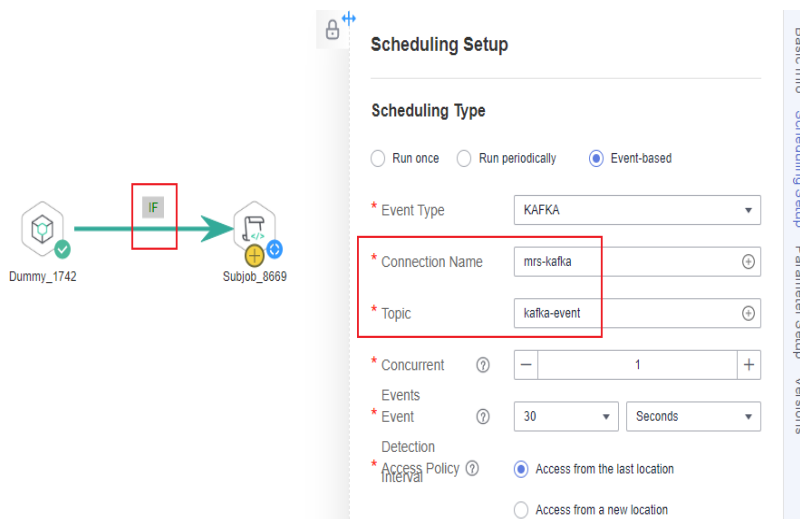 Scheduling Setup
Scheduling Type
Run once Run periodically Event-based
IF
* Event Type KAFKA
* Connection Name mrs-kafka
Dummy_1742 Subjob_8669
* Topic kafka-event
* Concurrent ? − 1 +
Events
* Event ? 30 Seconds
Detection
* Access Policy ? Access from the last location
Interval
Access from a new location
Basic Info
Scheduling Setup
Parameter Setup
Versions